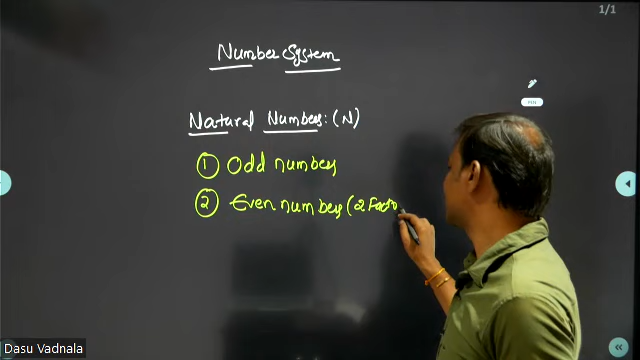 1/1
Number System
Natural Numbers: (N)
1 Odd numbers
2 Even numbers (2 Facto
Dasu Vadnala